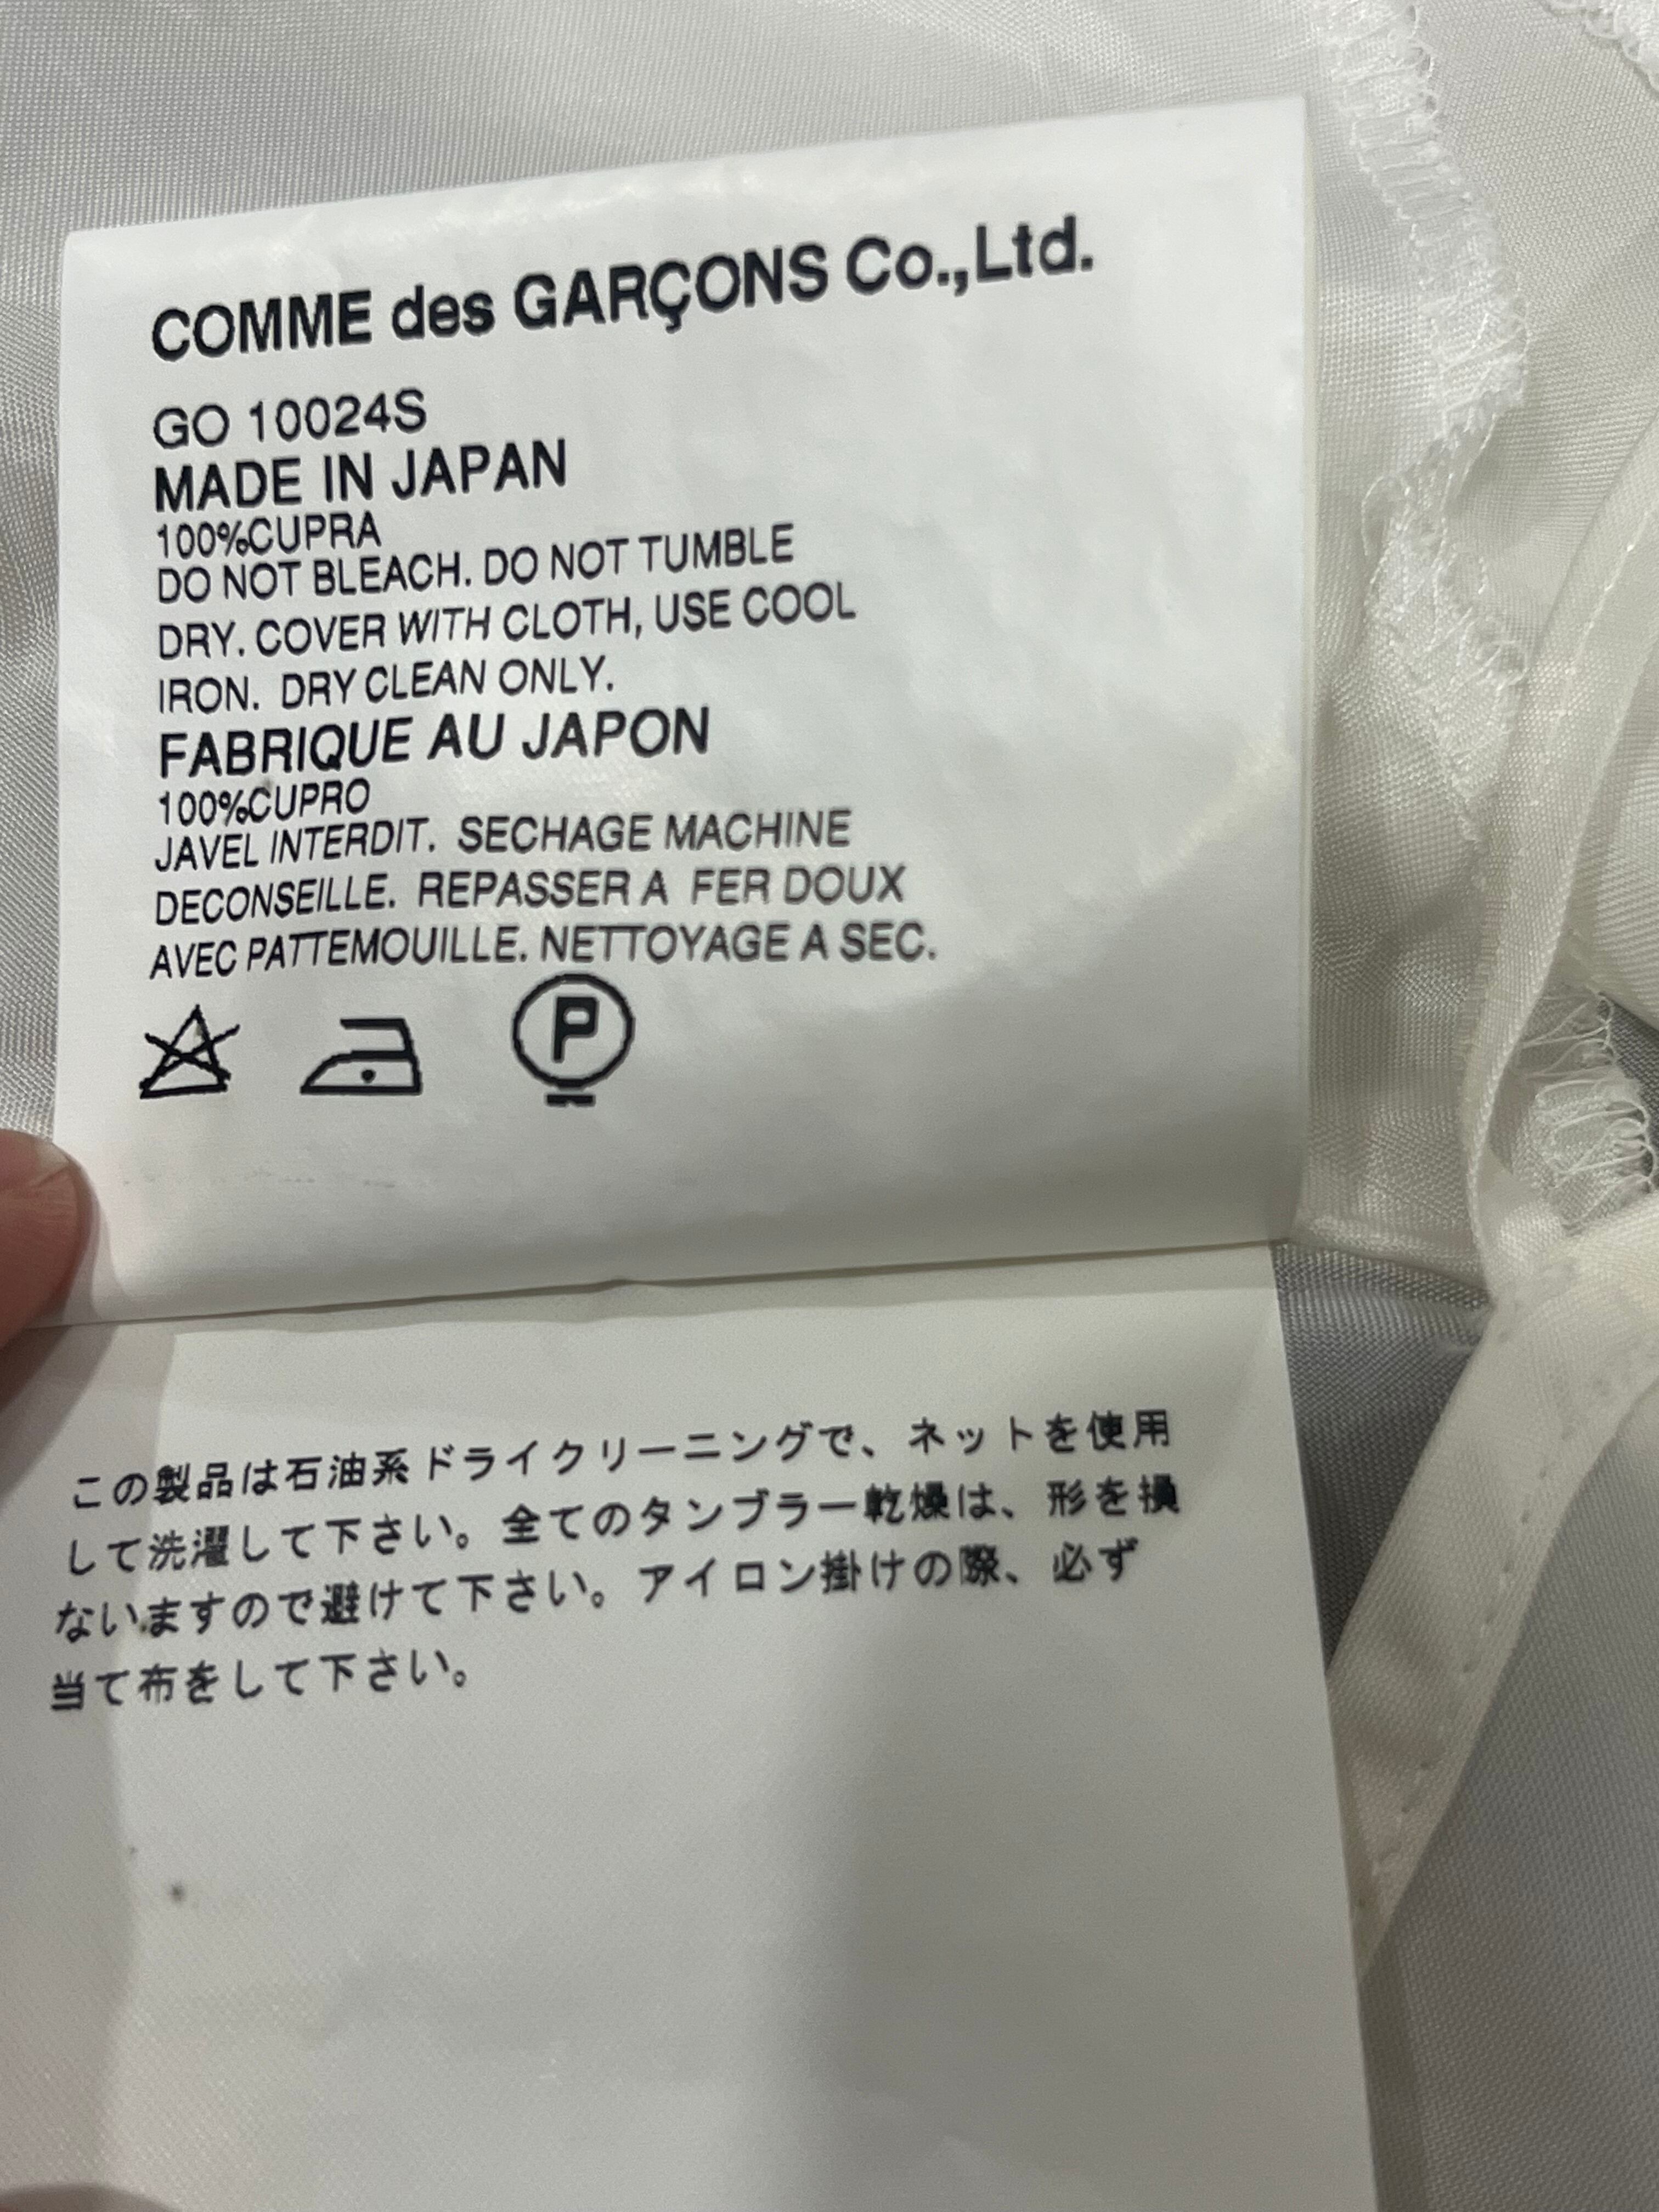 COMME des GARÇONS Co.,Ltd.
GO 10024S
MADE IN JAPAN
100%CUPRA
DO NOT BLEACH. DO NOT TUMBLE
DRY. COVER WITH CLOTH, USE COOL
IRON. DRY CLEAN ONLY.
FABRIQUE AU JAPON
100%CUPRO
JAVEL INTERDIT. SECHAGE MACHINE
DECONSEILLE. REPASSER A FER DOUX
AVEC PATTEMOUILLE. NETTOYAGE A SEC.
P
この製品は石油系ドライクリーニングで、ネットを使用
して洗濯して下さい。全てのタンブラー乾燥は、形を損
ないますので避けて下さい。アイロン掛けの際、必ず
当て布をして下さい。